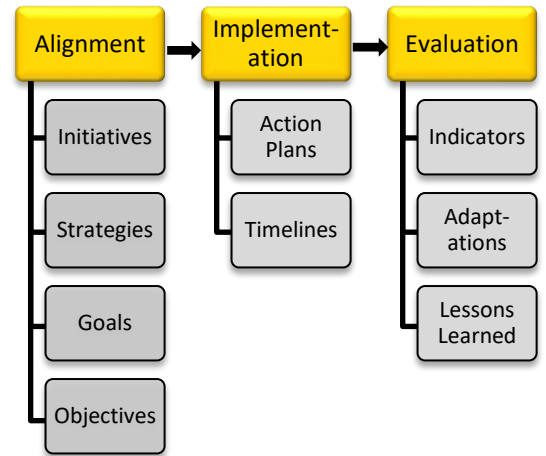 Alignment
Implement-
ation
Evaluation
Initiatives
Strategies
Goals
Objectives
Action
Plans
Timelines
Indicators
Adapt-
ations
Lessons
Learned